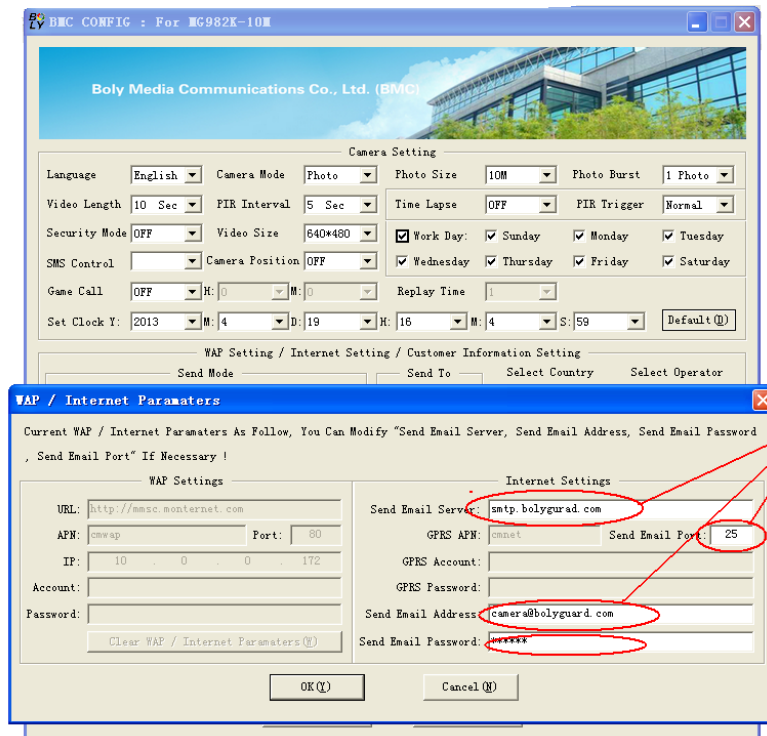 BOLY BMC CONFIG : For MG982K-10M
Boly Media Communications Co., Ltd. (BMC)
Camera Setting
Language English Camera Mode Photo Photo Size 10M Photo Burst 1 Photo
Video Length 10 Sec PIR Interval 5 Sec Time Lapse OFF PIR Trigger Normal
Security Mode OFF Video Size 640*480 Work Day: Sunday Monday Tuesday
SMS Control Camera Position OFF Wednesday Thursday Friday Saturday
Game Call OFF H: 0 M: 0 Replay Time 1
Set Clock Y: 2013 M: 4 D: 19 H: 16 M: 4 S: 59 Default(D)
WAP Setting / Internet Setting / Customer Information Setting
Send Mode Send To Select Country Select Operator
WAP / Internet Paramaters
Current WAP / Internet Paramaters As Follow, You Can Modify "Send Email Server, Send Email Address, Send Email Password
, Send Email Port" If Necessary !
WAP Settings Internet Settings
URL: http://mmsc.monternet.com Send Email Server: smtp.bolygurad.com
APN: cmwap Port: 80 GPRS APN: cmnet Send Email Port: 25
IP: 10 . 0 . 0 . 172 GPRS Account:
Account: GPRS Password:
Password: Send Email Address: camera@bolyguard.com
Clear WAP / Internet Paramaters(W) Send Email Password: ******
OK(Y) Cancel(N)